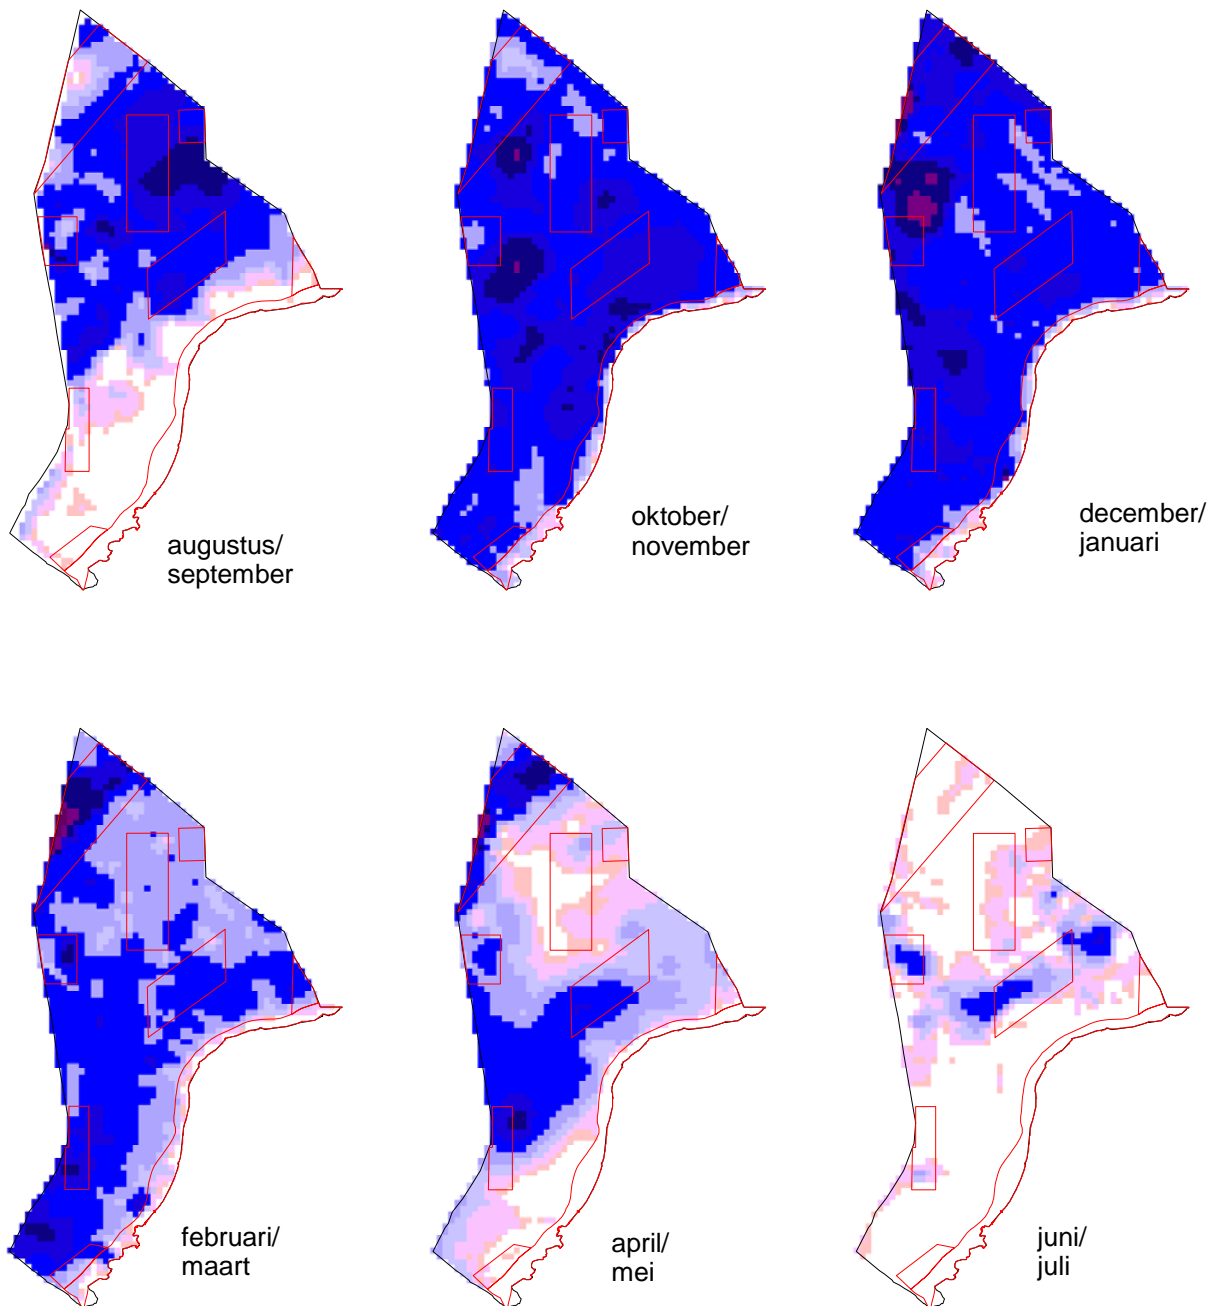 augustus/
september
oktober/
november
december/
januari
februari/
maart
april/
mei
juni/
juli